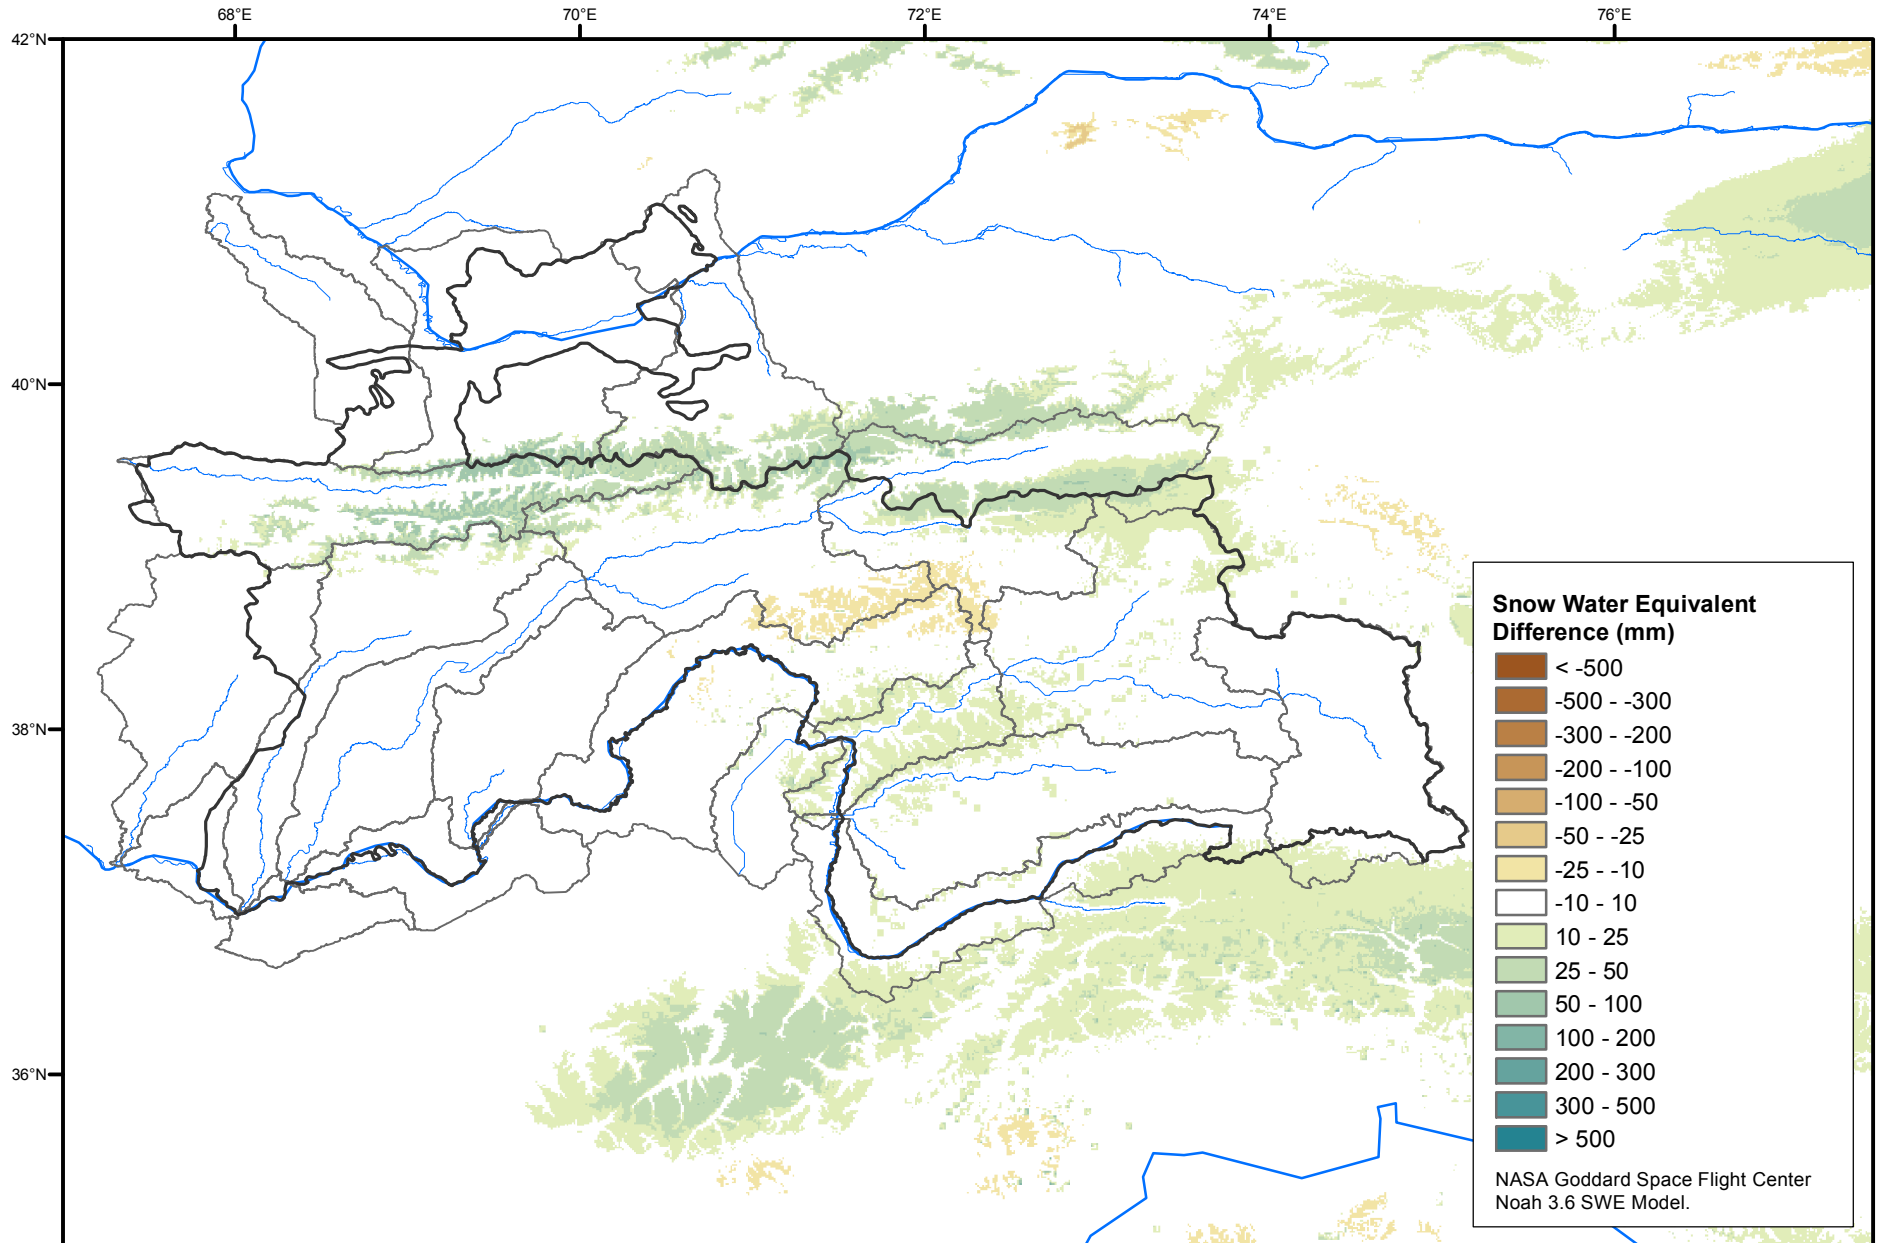 68°E
70°E
72°E
74°E
76°E
42°N
40°N
38°N
36°N
Snow Water Equivalent
Difference (mm)
< -500
-500 - -300
-300 - -200
-200 - -100
-100 - -50
-50 - -25
-25 - -10
-10 - 10
10 - 25
25 - 50
50 - 100
100 - 200
200 - 300
300 - 500
> 500
NASA Goddard Space Flight Center
Noah 3.6 SWE Model.